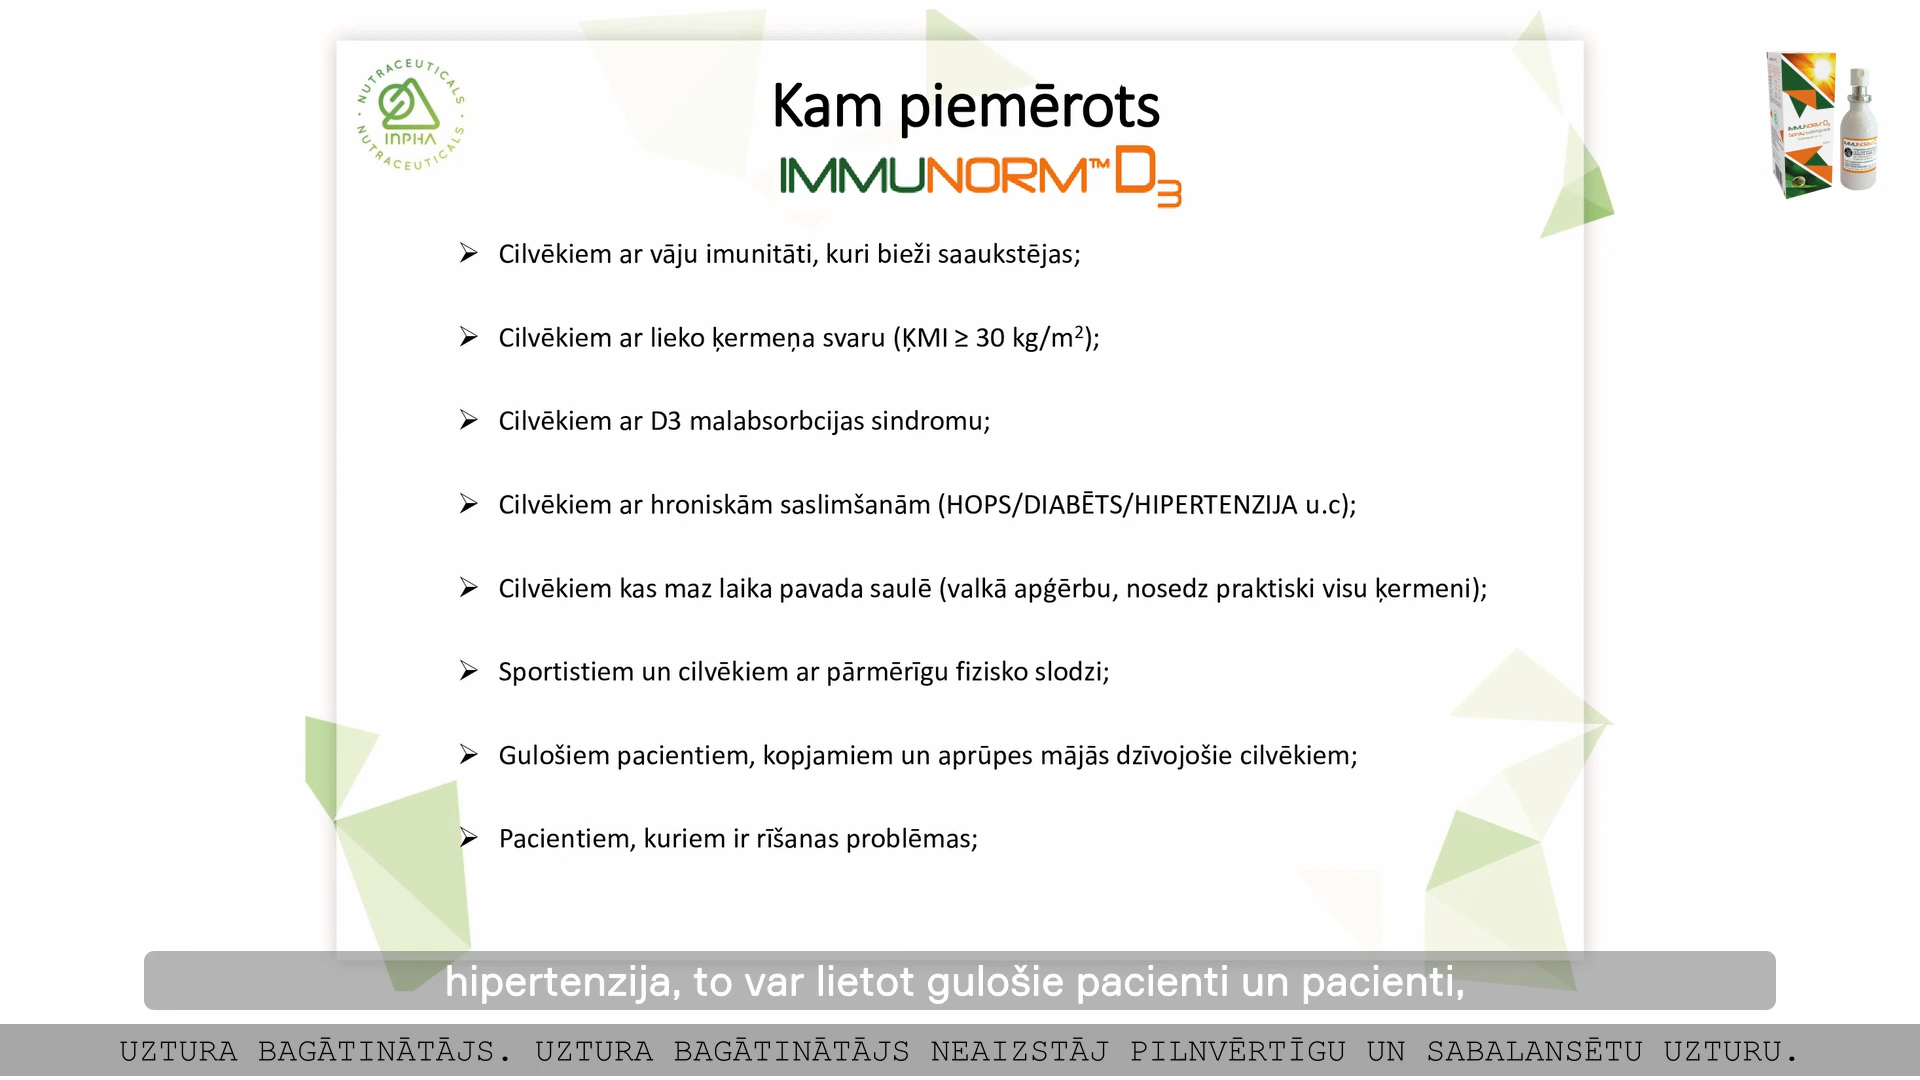 NUTRACEUTICALS
INPHA
NUTRACEUTICALS
Kam piemērots
IMMUNORM™D3
IMMUNORM™D3
➢ Cilvēkiem ar vāju imunitāti, kuri bieži saaukstējas;
➢ Cilvēkiem ar lieko ķermeņa svaru (ĶMI ≥ 30 kg/m²);
➢ Cilvēkiem ar D3 malabsorbcijas sindromu;
➢ Cilvēkiem ar hroniskām saslimšanām (HOPS/DIABĒTS/HIPERTENZIJA u.c);
➢ Cilvēkiem kas maz laika pavada saulē (valkā apģērbu, nosedz praktiski visu ķermeni);
➢ Sportistiem un cilvēkiem ar pārmērīgu fizisko slodzi;
➢ Gulošiem pacientiem, kopjamiem un aprūpes mājās dzīvojošie cilvēkiem;
➢ Pacientiem, kuriem ir rīšanas problēmas;
hipertenzija, to var lietot gulošie pacienti un pacienti,
UZTURA BAGĀTINĀTĀJS. UZTURA BAGĀTINĀTĀJS NEAIZSTĀJ PILNVĒRTĪGU UN SABALANSĒTU UZTURU.